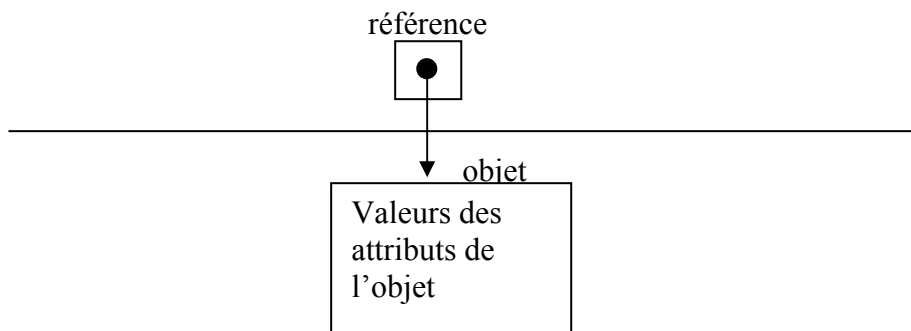 référence
objet
Valeurs des
attributs de
l’objet